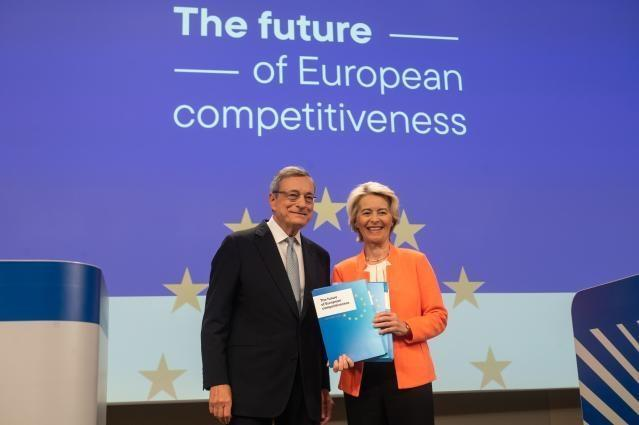 The future
of European
competitiveness
The future
of European
competitiveness